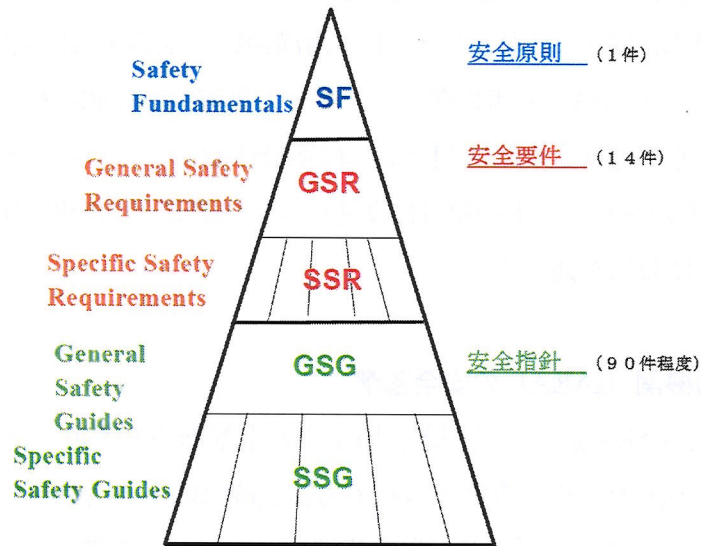 Safety
Fundamentals
SF
安全原則 (1件)
General Safety
Requirements
GSR
安全要件 (14件)
Specific Safety
Requirements
SSR
General
Safety
Guides
GSG
安全指針 (90件程度)
Specific
Safety Guides
SSG